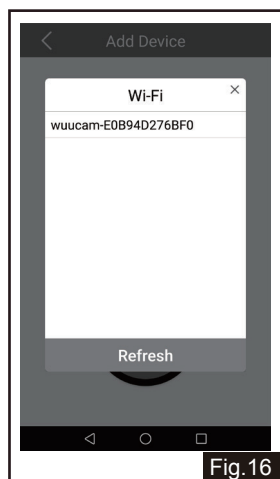 Add Device
Wi-Fi
wuucam-E0B94D276BF0
Refresh
Fig.16